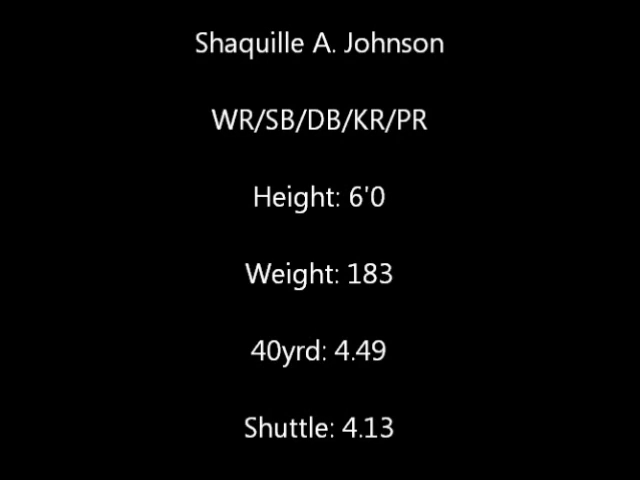 Shaquille A. Johnson
WR/SB/DB/KR/PR
Height: 6'0
Weight: 183
40yrd: 4.49
Shuttle: 4.13